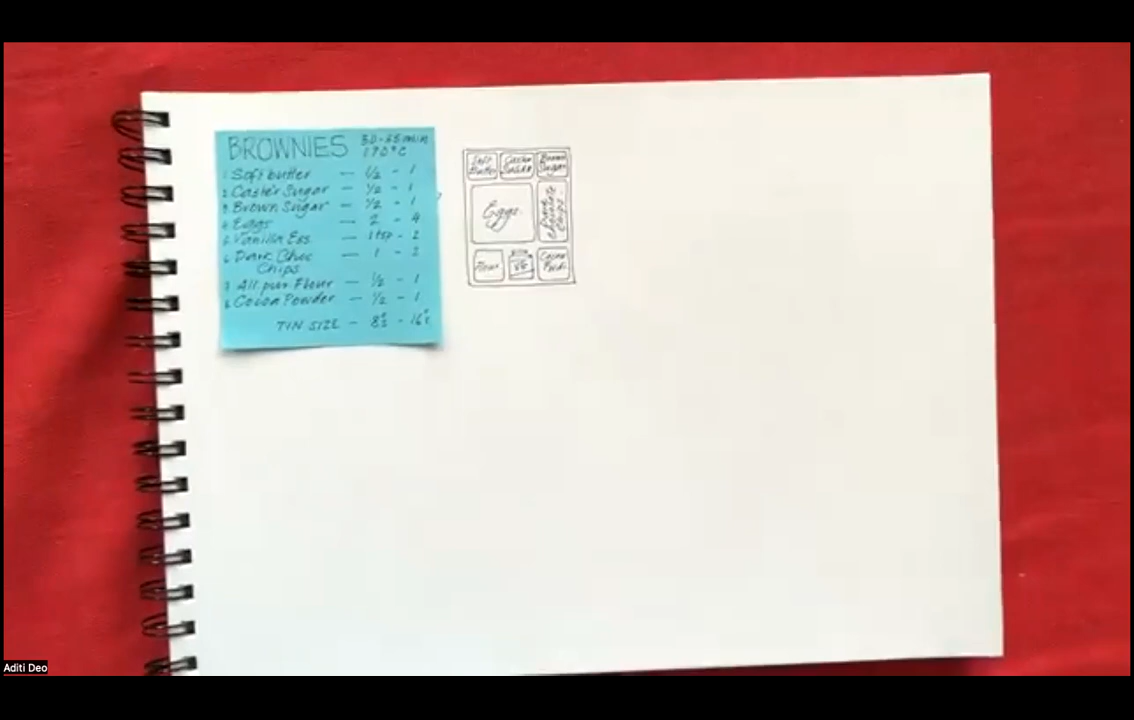 BROWNIES 30-35 min
170°C
1 Soft butter — 1/2 - 1
2 Caster Sugar — 1/2 - 1
3 Brown Sugar — 1/2 - 1
4 Eggs — 2 - 4
5 Vanilla Ess — 1 tsp - 2
6 Dark Choc — 1 - 2
Chips
7 All pur Flour — 1/2 - 1
8 Cocoa Powder — 1/2 - 1
TIN SIZE - 8" - 16"
Soft Caster Brown
Butter Sugar Sugar
Eggs
Dark Chocolate Chips
Flour VE Cocoa
Aditi Deo